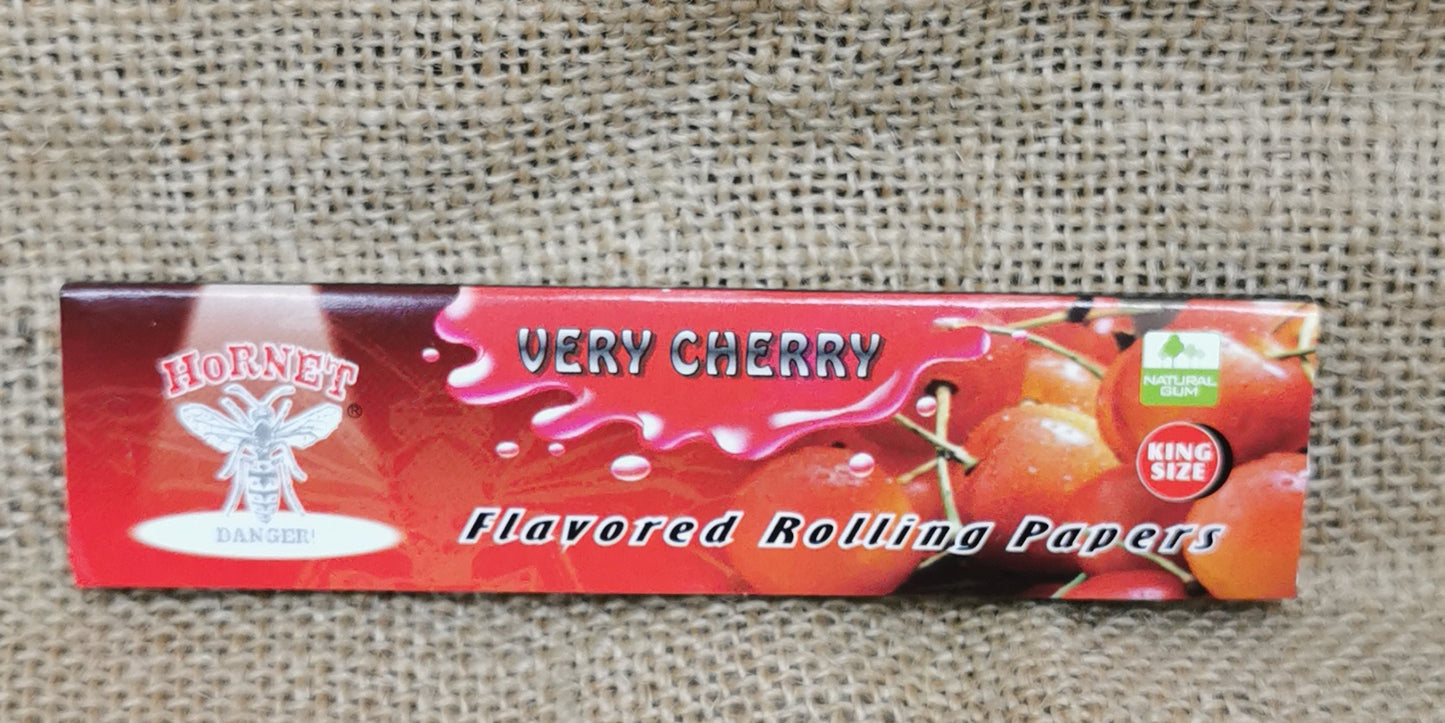 HoRNET
®
DANGER!
VERY CHERRY
Flavored Rolling Papers
NATURAL
GUM
KING
SIZE